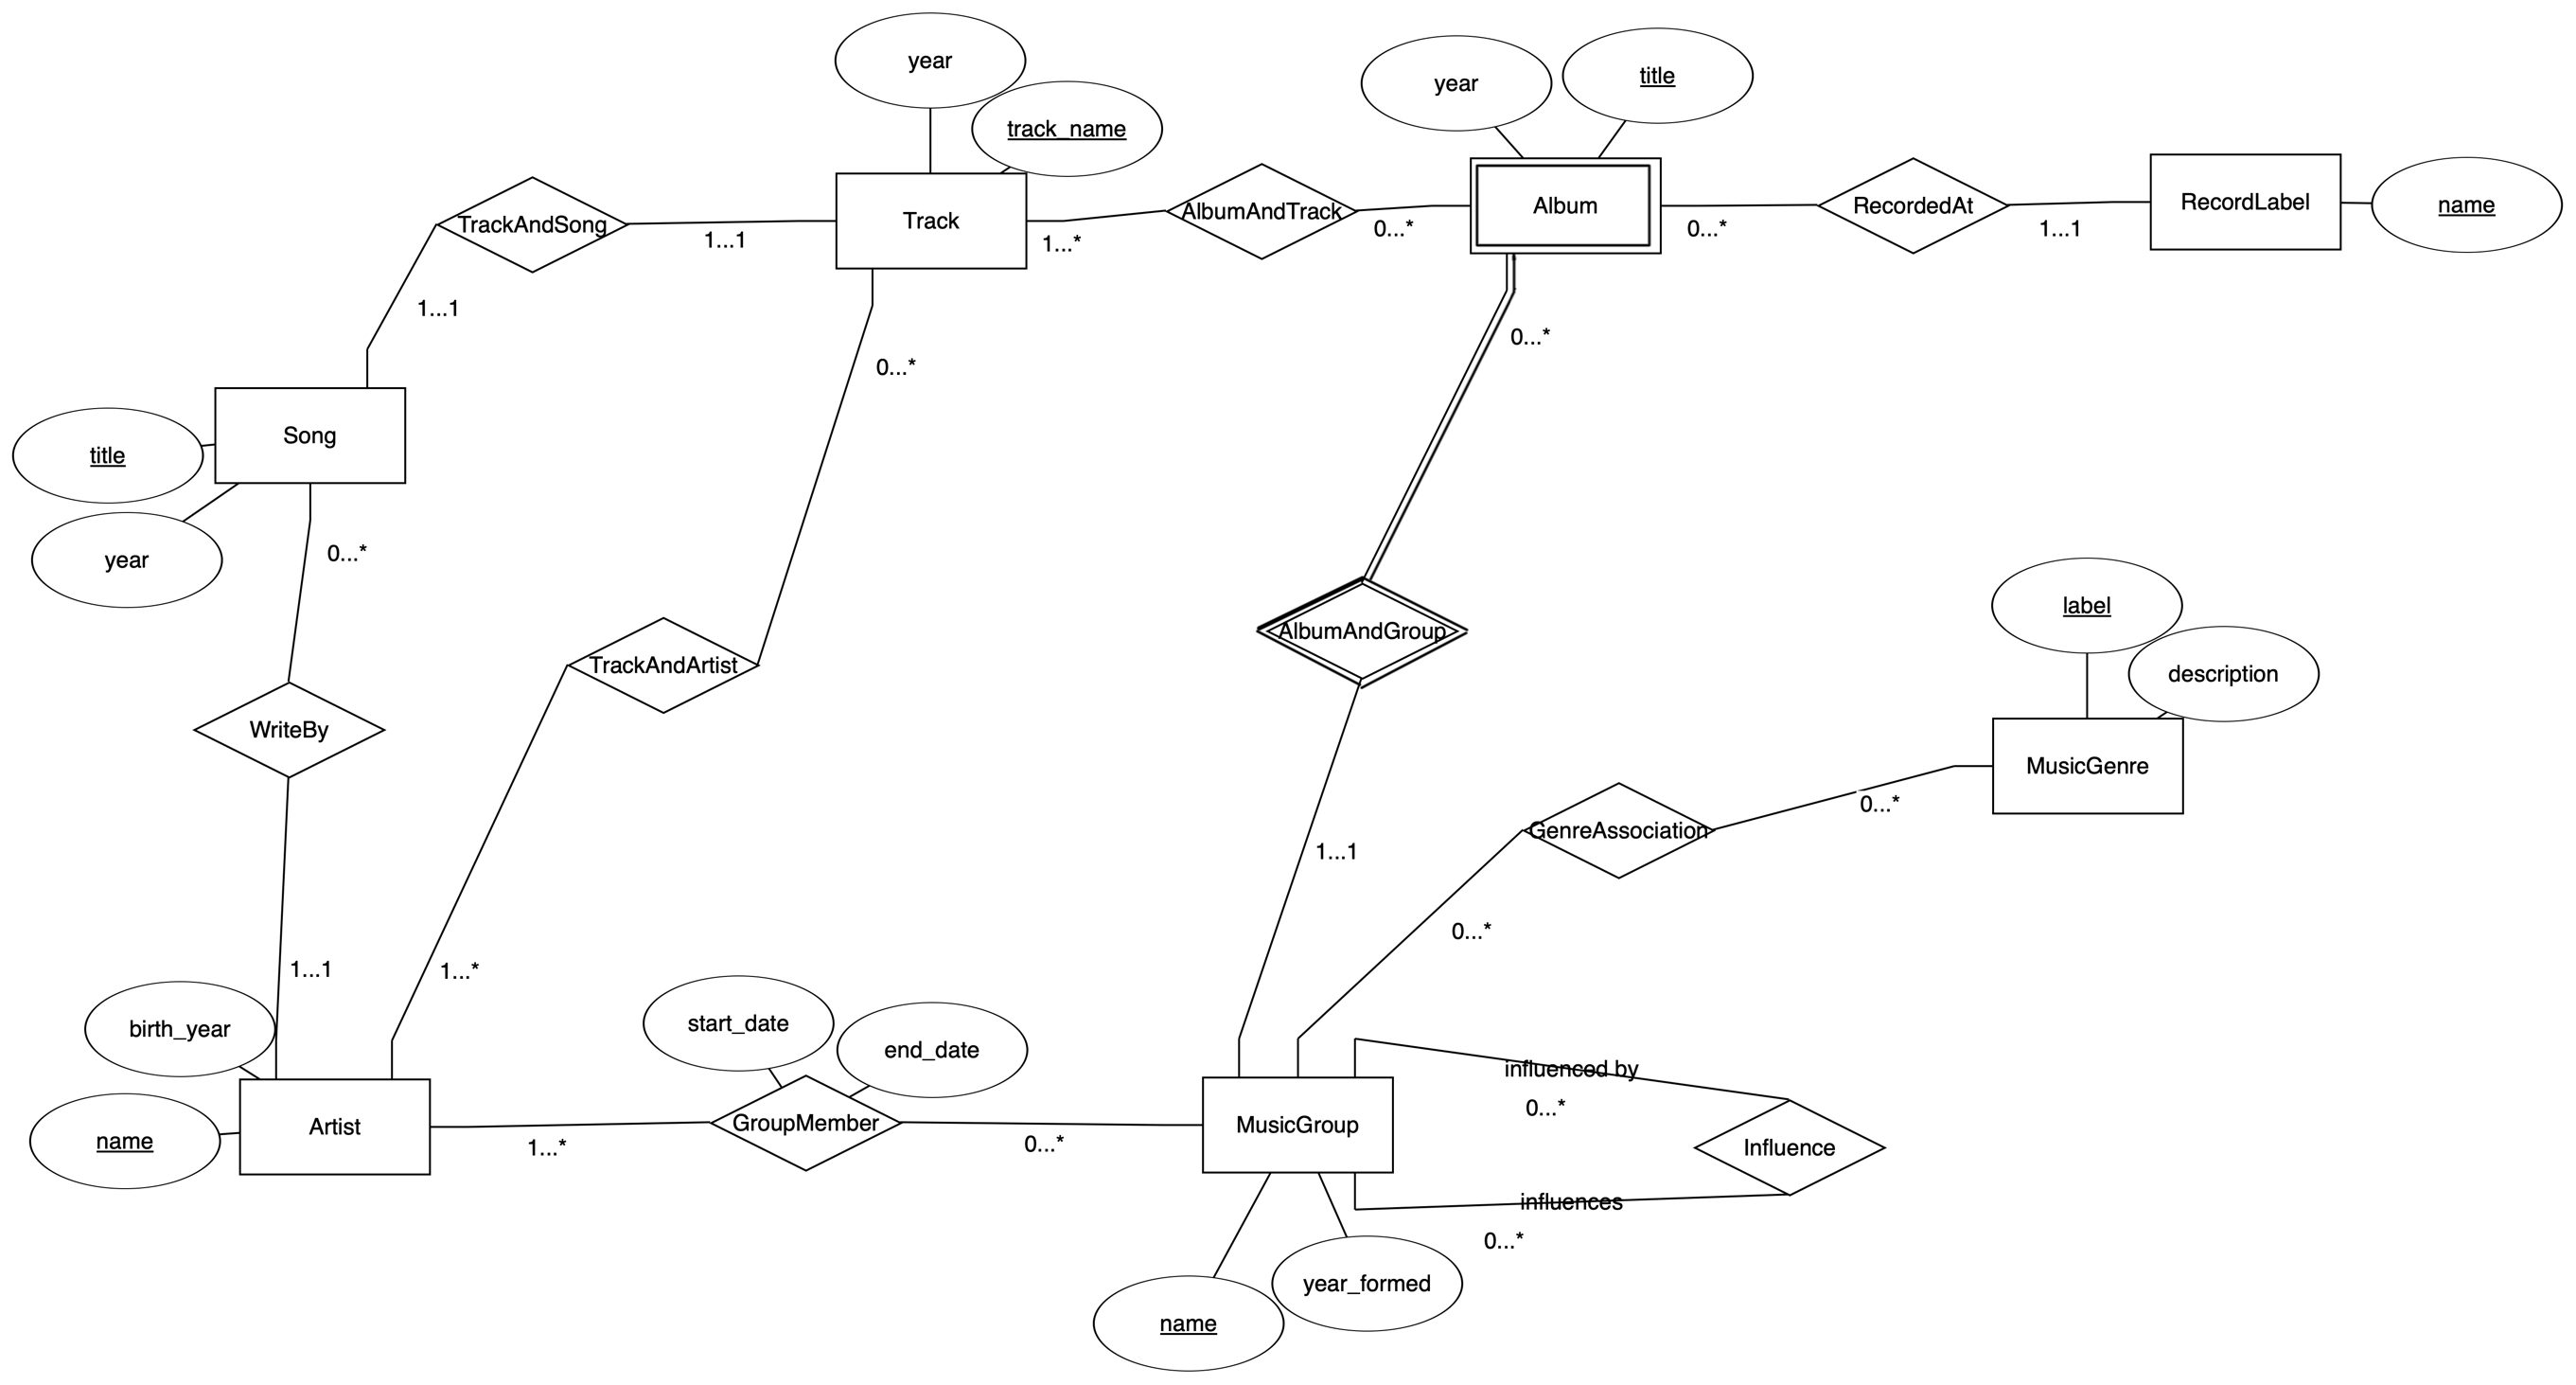 year
track_name
year
title
TrackAndSong
1...1
Track
1...*
AlbumAndTrack
0...*
Album
0...*
RecordedAt
1...1
RecordLabel
name
1...1
0...*
0...*
Song
title
year
0...*
label
description
AlbumAndGroup
TrackAndArtist
WriteBy
MusicGenre
0...*
GenreAssociation
1...1
0...*
1...1
1...*
birth_year
start_date
end_date
influenced by
0...*
Artist
name
1...*
GroupMember
0...*
MusicGroup
Influence
influences
0...*
name
year_formed